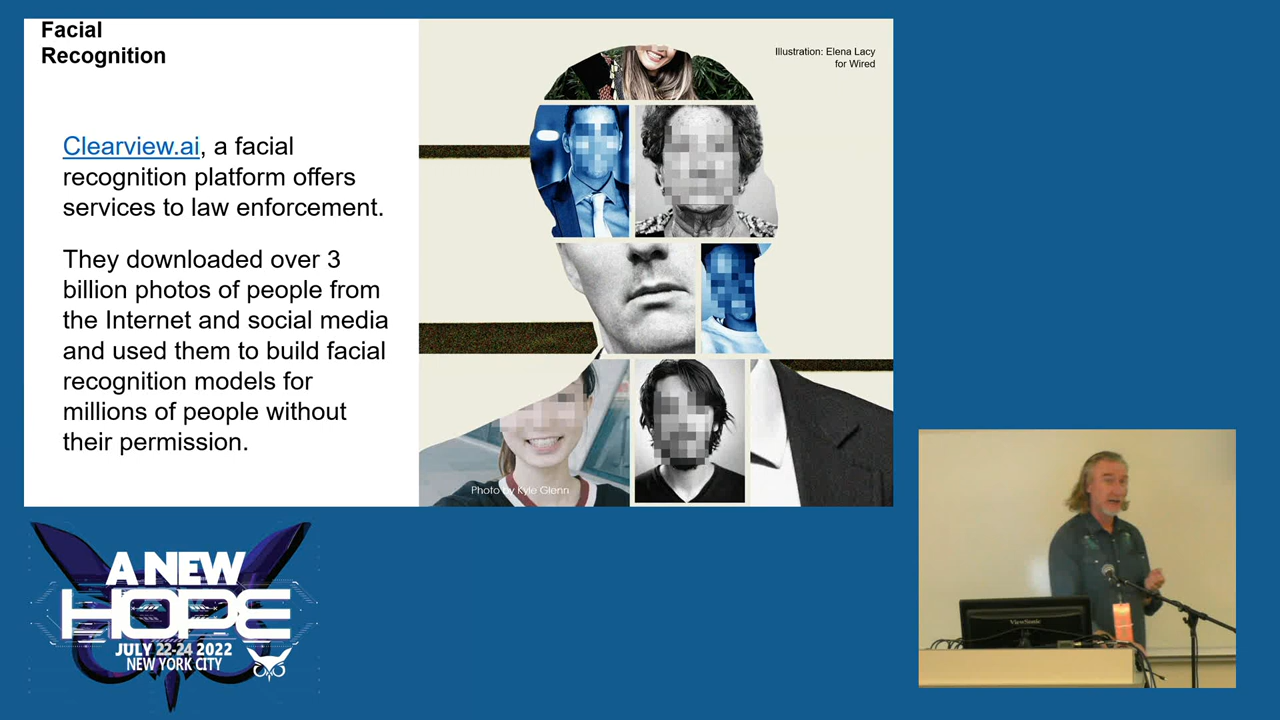 Facial
Recognition
Illustration: Elena Lacy
for Wired
Clearview.ai, a facial
recognition platform offers
services to law enforcement.
They downloaded over 3
billion photos of people from
the Internet and social media
and used them to build facial
recognition models for
millions of people without
their permission.
Photo by Kyle Glenn
A NEW
HOPE
JULY 22-24 2022
NEW YORK CITY
ViewSonic